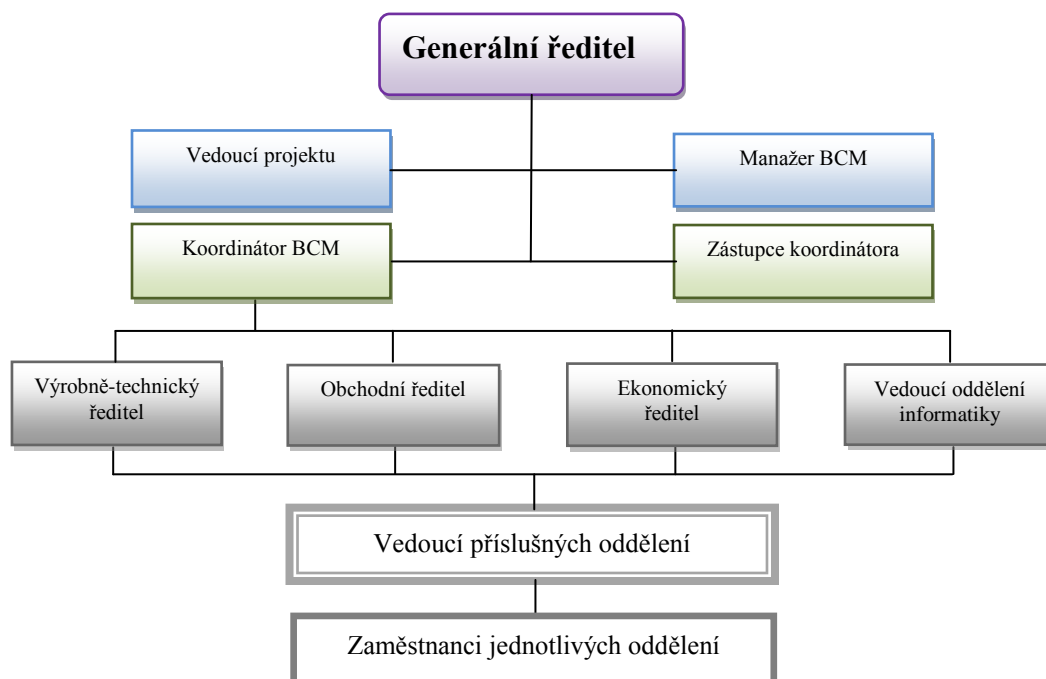 Generální ředitel
Vedoucí projektu
Manažer BCM
Koordinátor BCM
Zástupce koordinátora
Výrobně-technický
ředitel
Obchodní ředitel
Ekonomický
ředitel
Vedoucí oddělení
informatiky
Vedoucí příslušných oddělení
Zaměstnanci jednotlivých oddělení